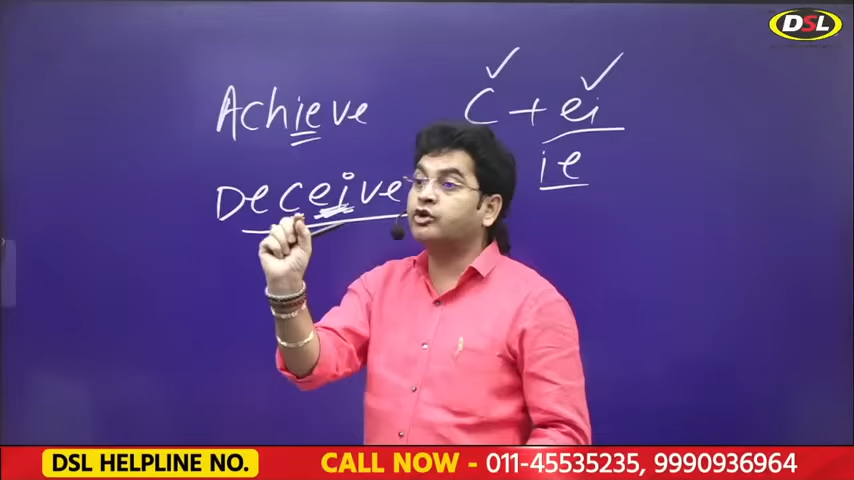 DSL
Achieve
C + ei
ie
Deceive
DSL HELPLINE NO.
CALL NOW - 011-45535235, 9990936964